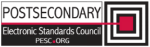 POSTSECONDARY
Electronic Standards Council
PESC.ORG